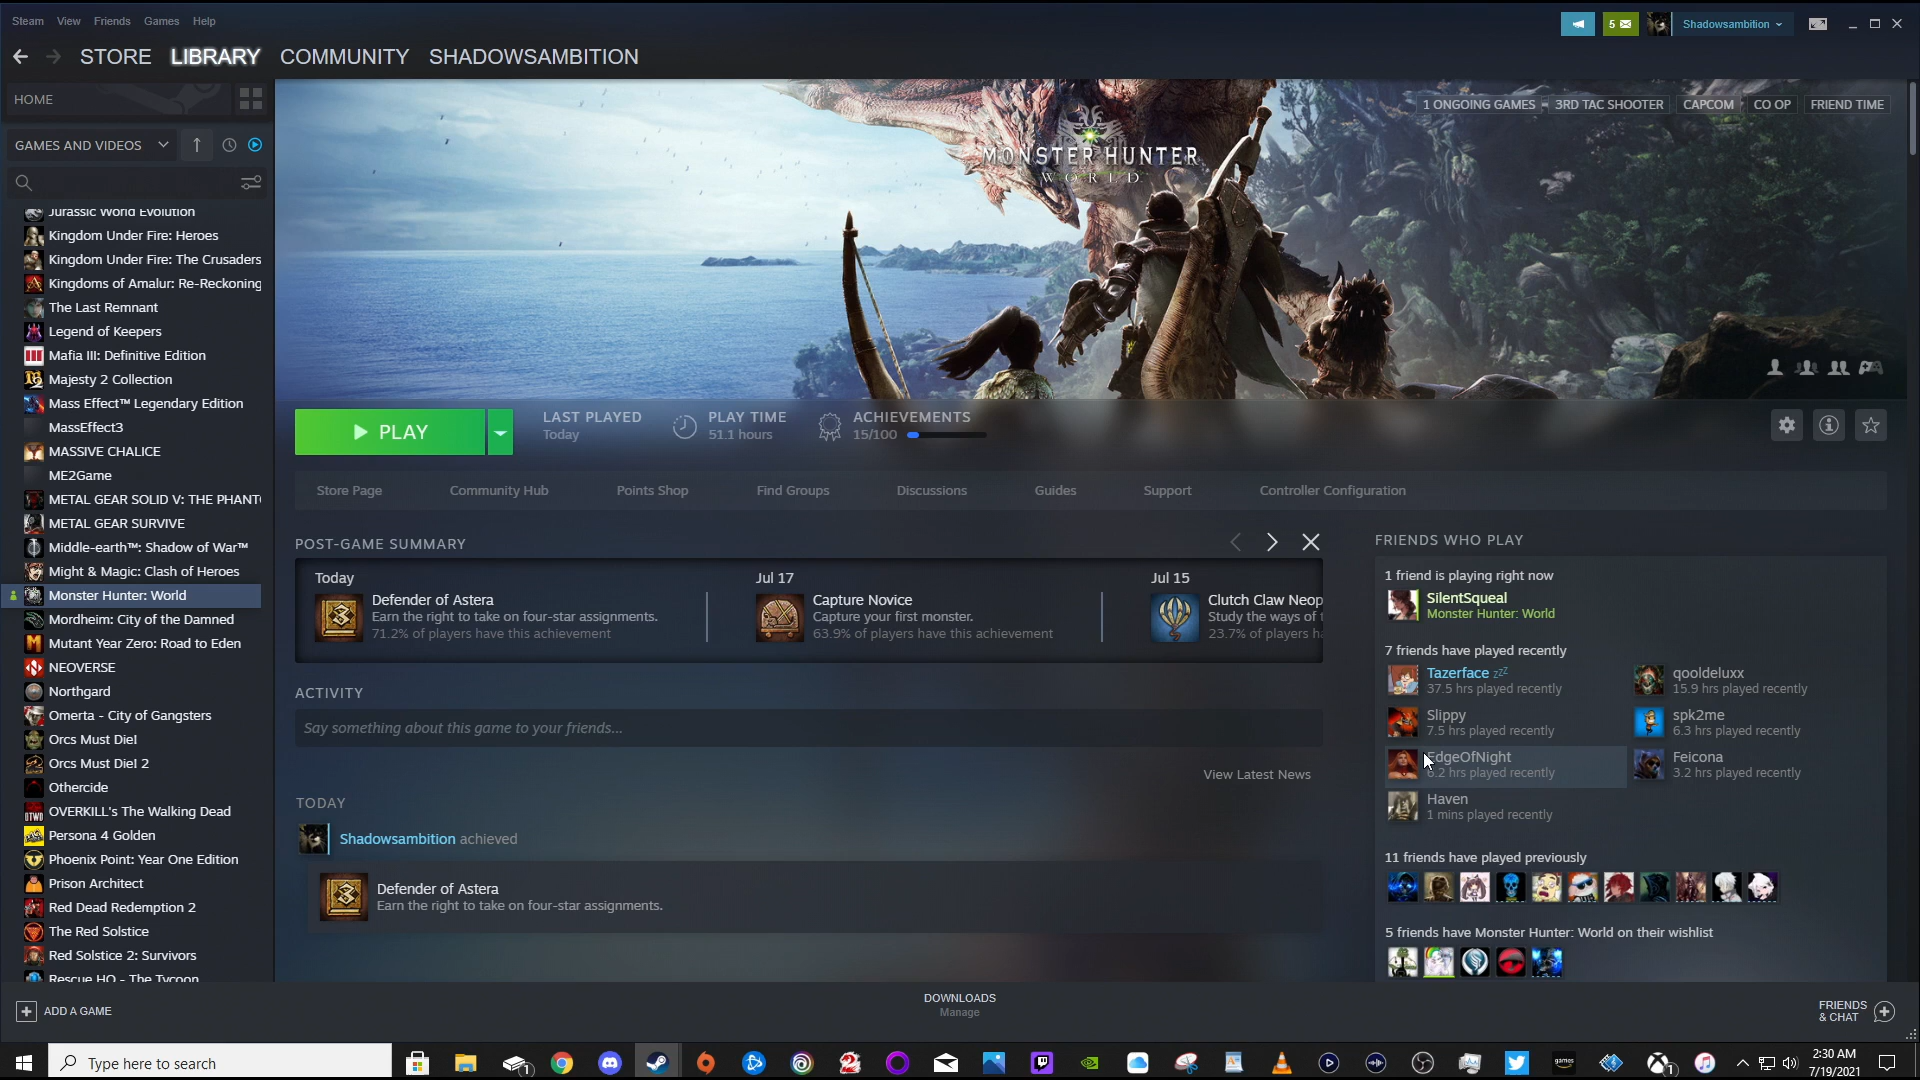 Steam View Friends Games Help
5
Shadowsambition
STORE LIBRARY COMMUNITY SHADOWSAMBITION
HOME
GAMES AND VIDEOS
Jurassic World Evolution
Kingdom Under Fire: Heroes
Kingdom Under Fire: The Crusaders
Kingdoms of Amalur: Re-Reckoning
The Last Remnant
Legend of Keepers
Mafia III: Definitive Edition
Majesty 2 Collection
Mass Effect™ Legendary Edition
MassEffect3
MASSIVE CHALICE
ME2Game
METAL GEAR SOLID V: THE PHANT
METAL GEAR SURVIVE
Middle-earth™: Shadow of War™
Might & Magic: Clash of Heroes
Monster Hunter: World
Mordheim: City of the Damned
Mutant Year Zero: Road to Eden
NEOVERSE
Northgard
Omerta - City of Gangsters
Orcs Must Die!
Orcs Must Die! 2
Othercide
OVERKILL's The Walking Dead
Persona 4 Golden
Phoenix Point: Year One Edition
Prison Architect
Red Dead Redemption 2
The Red Solstice
Red Solstice 2: Survivors
Rescue HQ - The Tycoon
ADD A GAME
1 ONGOING GAMES 3RD TAC SHOOTER CAPCOM CO OP FRIEND TIME
MONSTER HUNTER
WORLD
PLAY
LAST PLAYED
Today
PLAY TIME
51.1 hours
ACHIEVEMENTS
15/100
Store Page Community Hub Points Shop Find Groups Discussions Guides Support Controller Configuration
POST-GAME SUMMARY
Today
Defender of Astera
Earn the right to take on four-star assignments.
71.2% of players have this achievement
Jul 17
Capture Novice
Capture your first monster.
63.9% of players have this achievement
Jul 15
Clutch Claw Neop
Study the ways of t
23.7% of players ha
ACTIVITY
Say something about this game to your friends...
View Latest News
TODAY
Shadowsambition achieved
Defender of Astera
Earn the right to take on four-star assignments.
FRIENDS WHO PLAY
1 friend is playing right now
SilentSqueal
Monster Hunter: World
7 friends have played recently
Tazerface zzZ
37.5 hrs played recently
qooldeluxx
15.9 hrs played recently
Slippy
7.5 hrs played recently
spk2me
6.3 hrs played recently
EdgeOfNight
6.2 hrs played recently
Feicona
3.2 hrs played recently
Haven
1 mins played recently
11 friends have played previously
5 friends have Monster Hunter: World on their wishlist
DOWNLOADS
Manage
FRIENDS
& CHAT
Type here to search
2:30 AM
7/19/2021